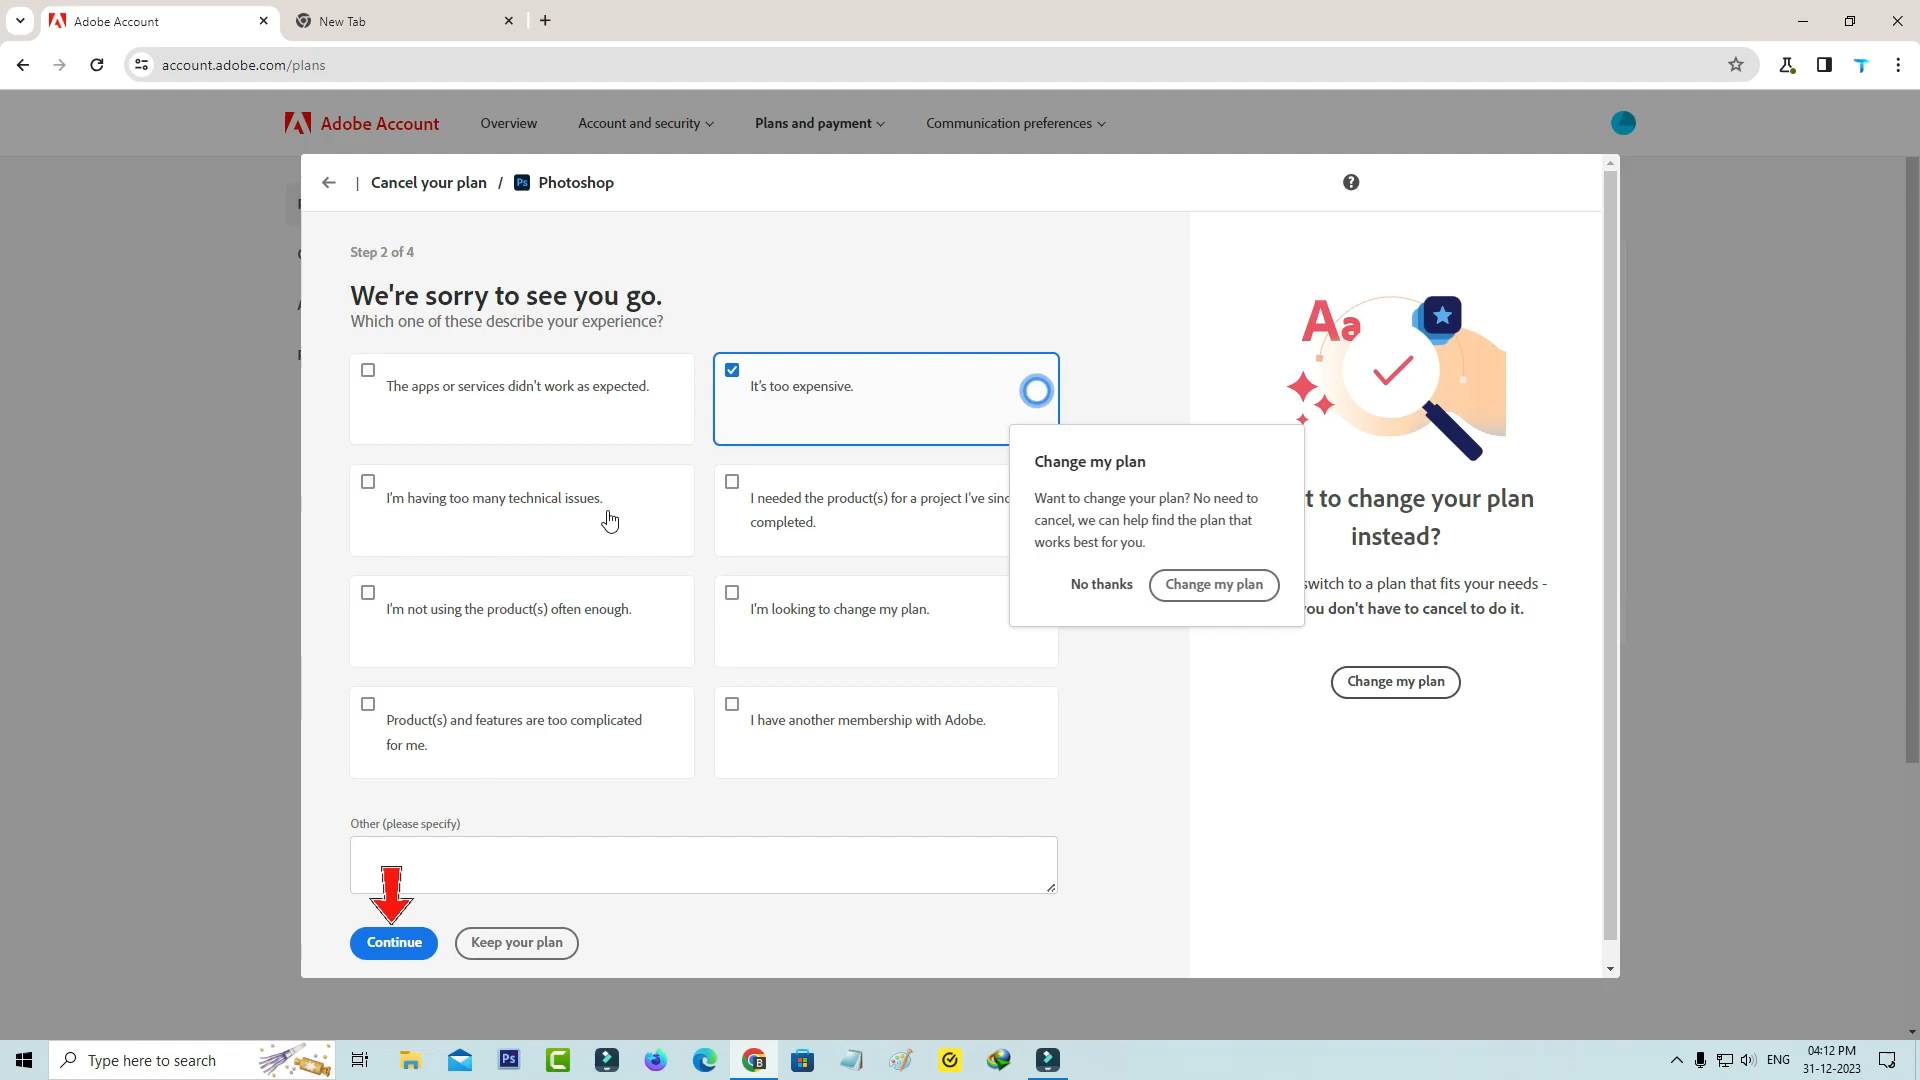 Adobe Account
New Tab
account.adobe.com/plans
Adobe Account
Overview
Account and security
Plans and payment
Communication preferences
| Cancel your plan / Ps Photoshop
Step 2 of 4
We're sorry to see you go.
Which one of these describe your experience?
The apps or services didn't work as expected.
It's too expensive.
I'm having too many technical issues.
I needed the product(s) for a project I've
completed.
I'm not using the product(s) often enough.
I'm looking to change my plan.
Product(s) and features are too complicated
for me.
I have another membership with Adobe.
Other (please specify)
Continue
Keep your plan
Change my plan
Want to change your plan? No need to
cancel, we can help find the plan that
works best for you.
No thanks
Change my plan
Aa
to change your plan
instead?
switch to a plan that fits your needs -
you don't have to cancel to do it.
Change my plan
Type here to search
Ps
ENG
04:12 PM
31-12-2023